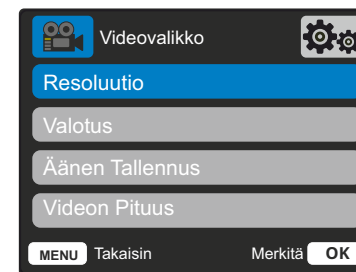 Videovalikko
Resoluutio
Valotus
Äänen Tallennus
Videon Pituus
MENU Takaisin Merkitä OK